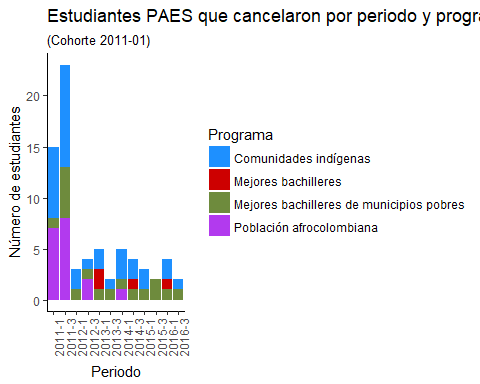 Estudiantes PAES que cancelaron por periodo y progra
(Cohorte 2011-01)
Número de estudiantes
20
15
10
5
0
2011-1
2011-3
2012-1
2012-3
2013-1
2013-3
2014-1
2014-3
2015-1
2015-3
2016-1
2016-3
Periodo
Programa
Comunidades indígenas
Mejores bachilleres
Mejores bachilleres de municipios pobres
Población afrocolombiana